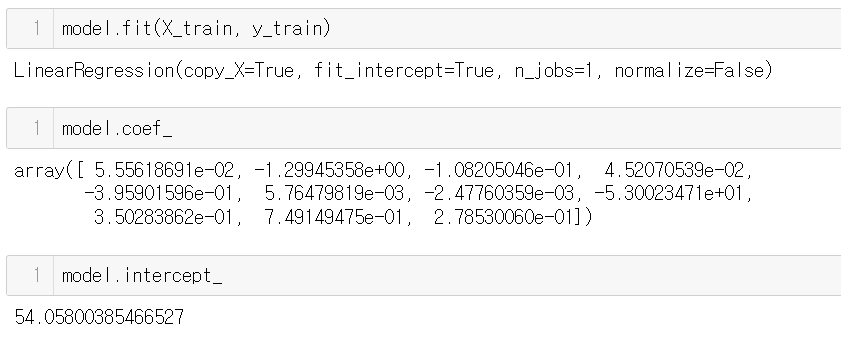 1 model.fit(X_train, y_train)
LinearRegression(copy_X=True, fit_intercept=True, n_jobs=1, normalize=False)
1 model.coef_
array([ 5.55618691e-02, -1.29945358e+00, -1.08205046e-01,  4.52070539e-02,
-3.95901596e-01,  5.76479819e-03, -2.47760359e-03, -5.30023471e+01,
3.50283862e-01,  7.49149475e-01,  2.78530060e-01])
1 model.intercept_
54.05800385466527